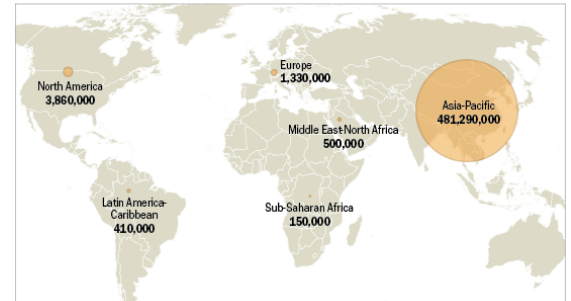 North America
3,860,000
Europe
1,330,000
Asia-Pacific
481,290,000
Middle East-North Africa
500,000
Latin America-
Caribbean
410,000
Sub-Saharan Africa
150,000